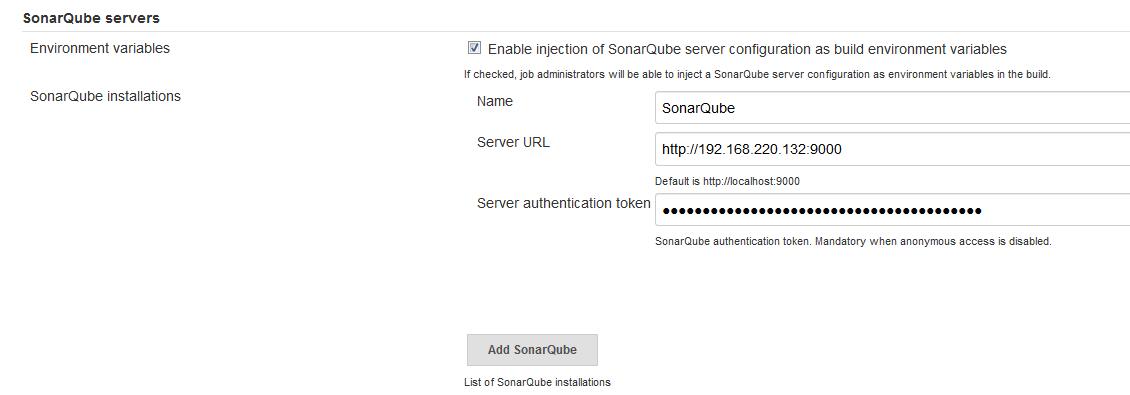 SonarQube servers
Environment variables
Enable injection of SonarQube server configuration as build environment variables
If checked, job administrators will be able to inject a SonarQube server configuration as environment variables in the build.
SonarQube installations
Name
SonarQube
Server URL
http://192.168.220.132:9000
Default is http://localhost:9000
Server authentication token
●●●●●●●●●●●●●●●●●●●●●●●●●●●●●●●●●●●●●●●●
SonarQube authentication token. Mandatory when anonymous access is disabled.
Add SonarQube
List of SonarQube installations